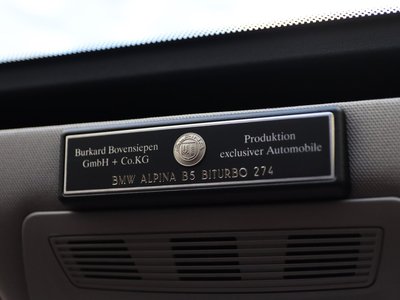 Burkard Bovensiepen
GmbH + Co.KG
Produktion
exclusiver Automobile
BMW ALPINA B5 BITURBO 274